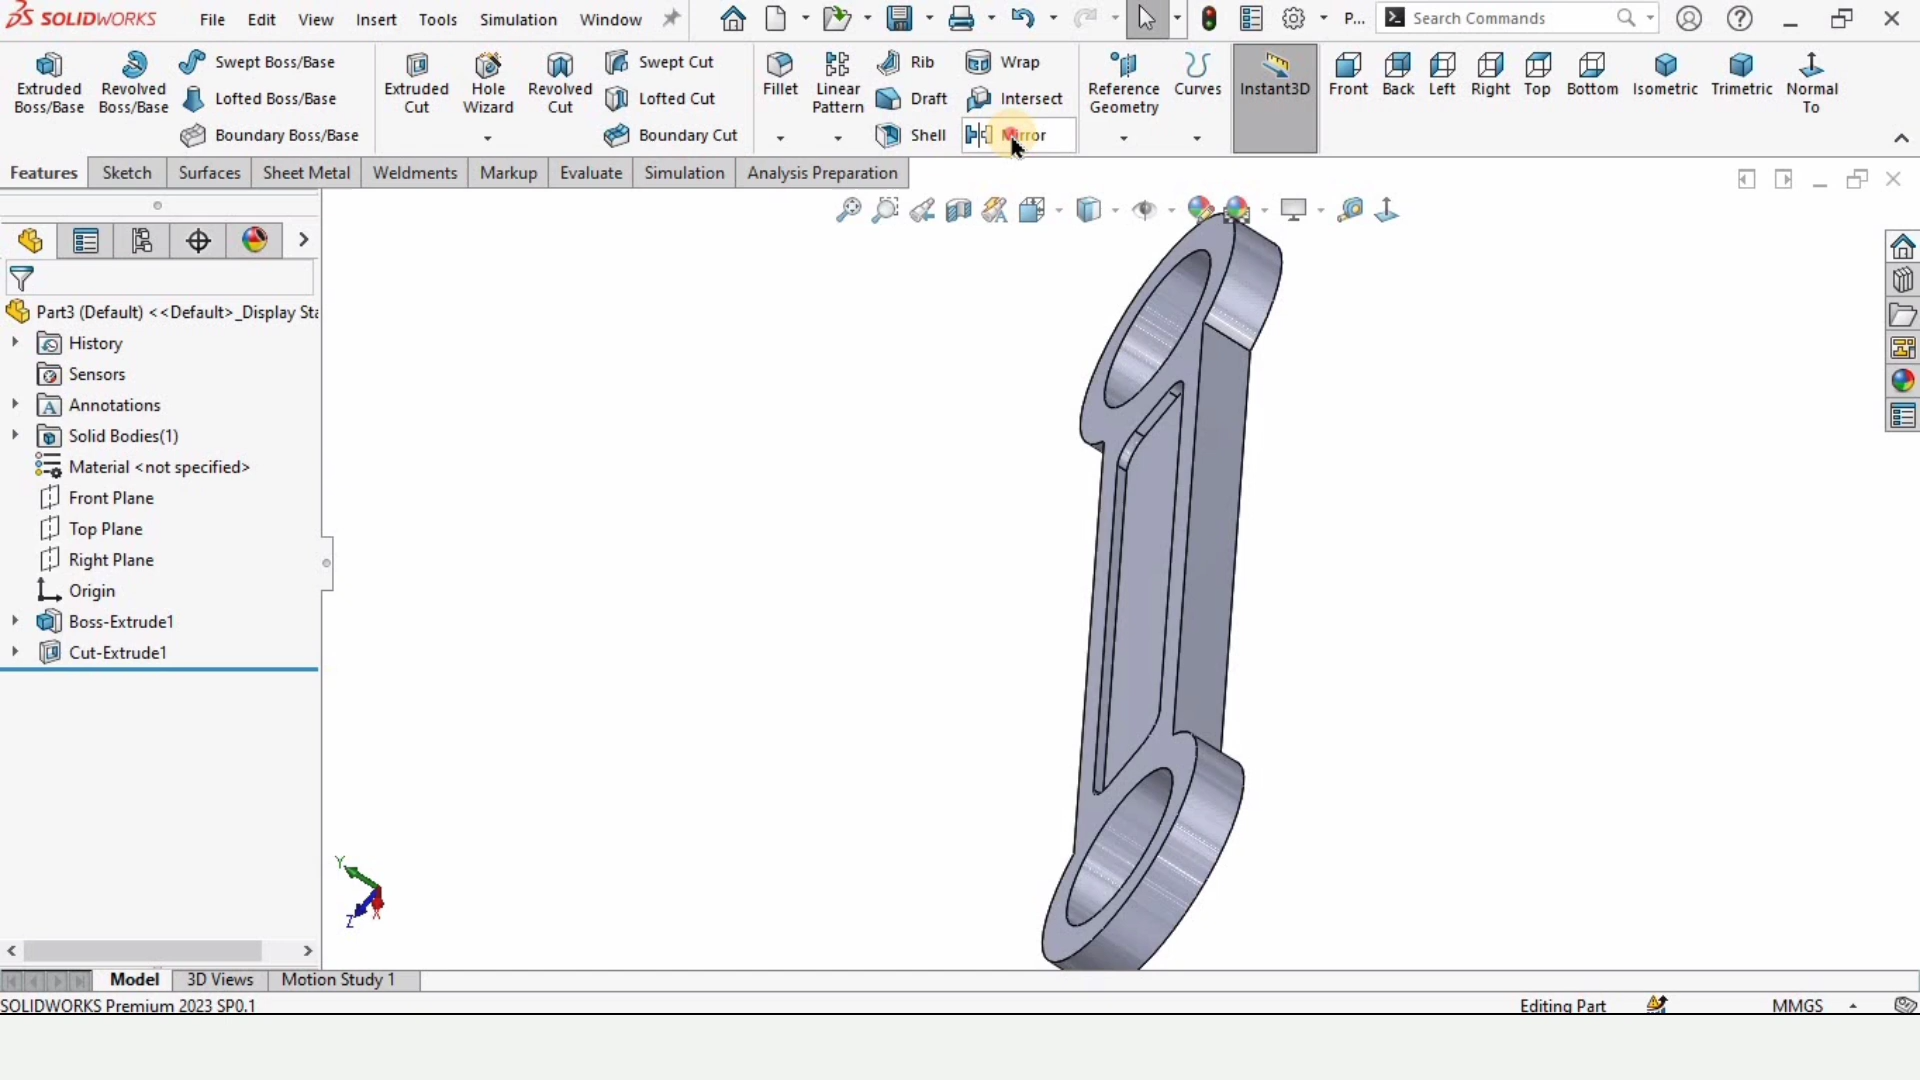 SOLIDWORKS
File Edit View Insert Tools Simulation Window
P... Search Commands
Extruded Boss/Base
Revolved Boss/Base
Swept Boss/Base
Lofted Boss/Base
Boundary Boss/Base
Extruded Cut
Hole Wizard
Revolved Cut
Swept Cut
Lofted Cut
Boundary Cut
Fillet
Linear Pattern
Rib
Draft
Shell
Wrap
Intersect
Mirror
Reference Geometry
Curves
Instant3D
Front Back Left Right Top Bottom Isometric Trimetric Normal To
Features Sketch Surfaces Sheet Metal Weldments Markup Evaluate Simulation Analysis Preparation
Part3 (Default) <<Default>_Display Sta
History
Sensors
Annotations
Solid Bodies(1)
Material <not specified>
Front Plane
Top Plane
Right Plane
Origin
Boss-Extrude1
Cut-Extrude1
Y
Z
X
Model 3D Views Motion Study 1
SOLIDWORKS Premium 2023 SP0.1
Editing Part MMGS